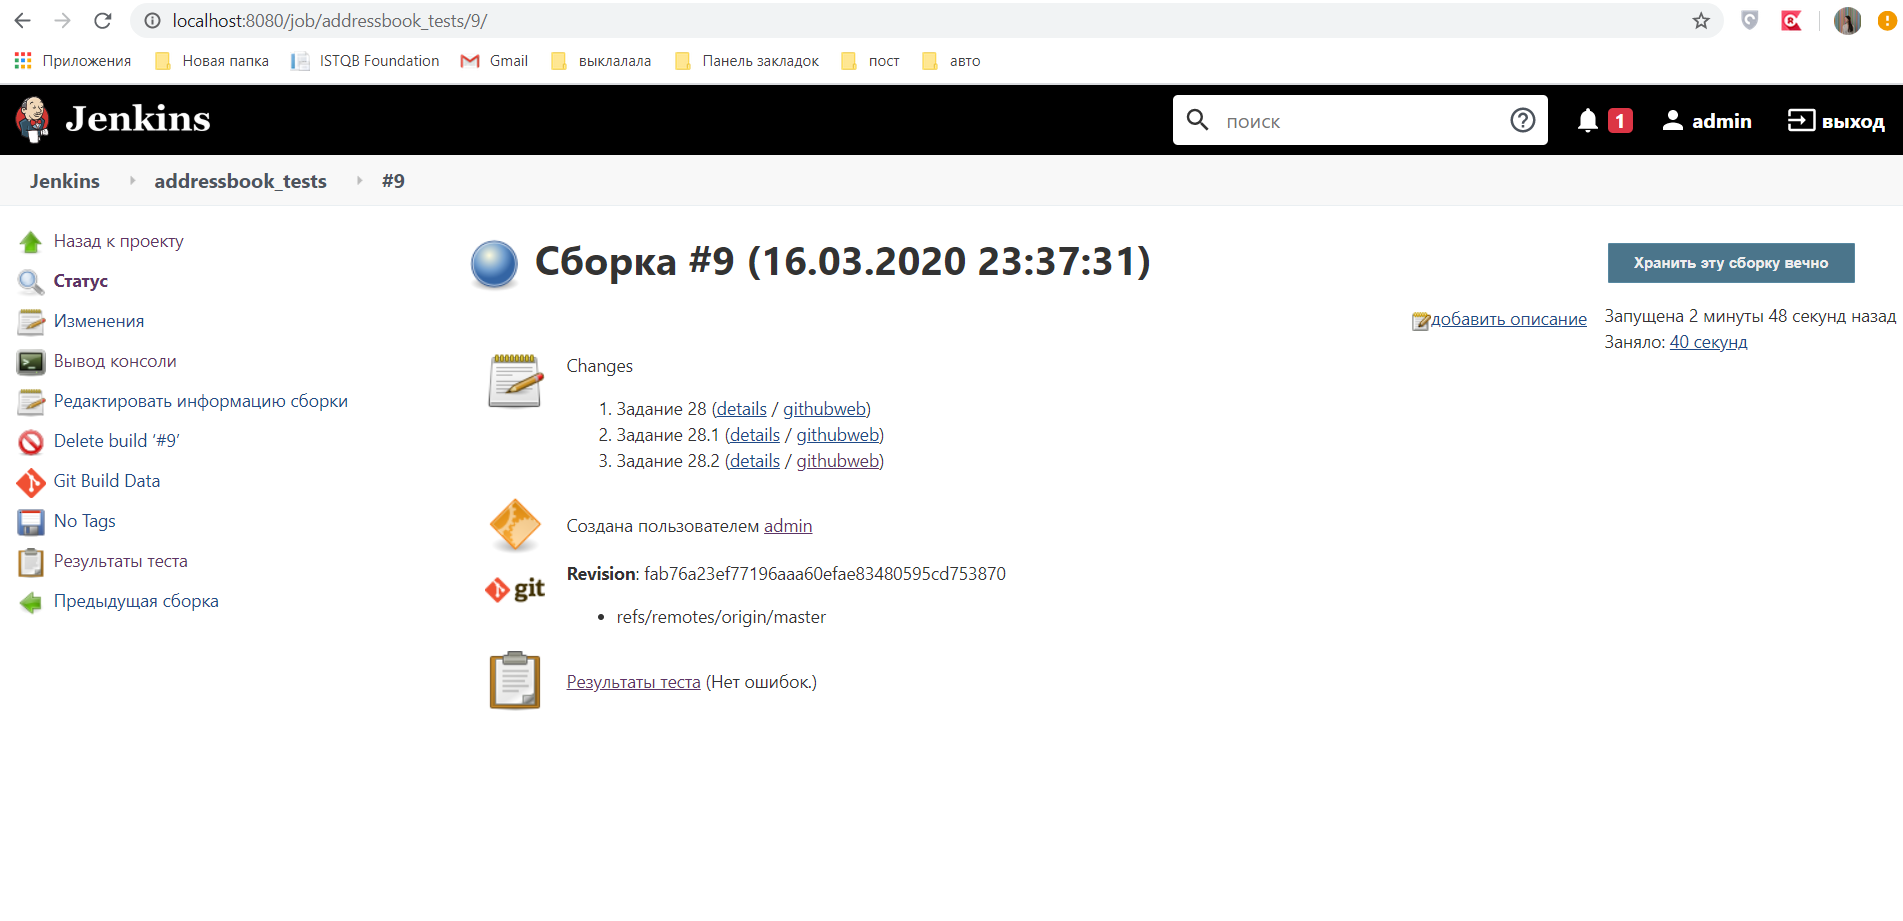 localhost:8080/job/addressbook_tests/9/
Приложения Новая папка ISTQB Foundation Gmail выклалала Панель закладок пост авто
Jenkins поиск 1 admin выход
Jenkins addressbook_tests #9
Назад к проекту
Статус
Изменения
Вывод консоли
Редактировать информацию сборки
Delete build ‘#9’
Git Build Data
No Tags
Результаты теста
Предыдущая сборка
Сборка #9 (16.03.2020 23:37:31)
Хранить эту сборку вечно
добавить описание
Запущена 2 минуты 48 секунд назад
Заняло: 40 секунд
Changes
1. Задание 28 (details / githubweb)
2. Задание 28.1 (details / githubweb)
3. Задание 28.2 (details / githubweb)
Создана пользователем admin
git
Revision: fab76a23ef77196aaa60efae83480595cd753870
• refs/remotes/origin/master
Результаты теста (Нет ошибок.)